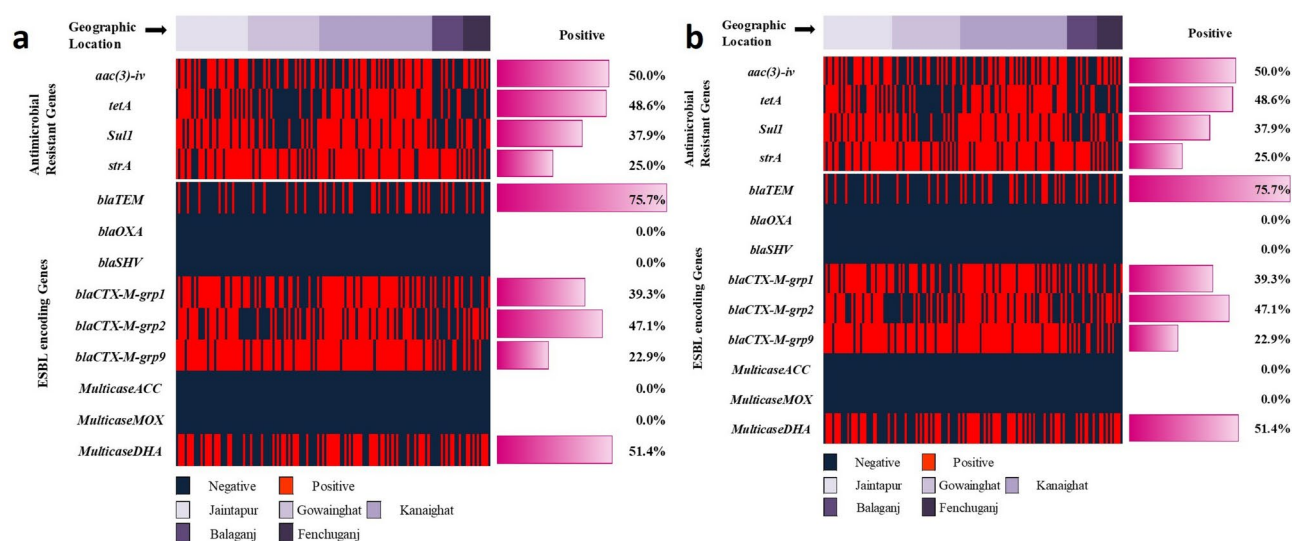 a
Geographic
Location
Positive
Antimicrobial
Resistant Genes
aac(3)-iv
50.0%
tetA
48.6%
Sul1
37.9%
strA
25.0%
ESBL encoding Genes
blaTEM
75.7%
blaOXA
0.0%
blaSHV
0.0%
blaCTX-M-grp1
39.3%
blaCTX-M-grp2
47.1%
blaCTX-M-grp9
22.9%
MulticaseACC
0.0%
MulticaseMOX
0.0%
MulticaseDHA
51.4%
Negative Positive
Jaintapur Gowainghat Kanaighat
Balaganj Fenchuganj
b
Geographic
Location
Positive
Antimicrobial
Resistant Genes
aac(3)-iv
50.0%
tetA
48.6%
Sul1
37.9%
strA
25.0%
ESBL encoding Genes
blaTEM
75.7%
blaOXA
0.0%
blaSHV
0.0%
blaCTX-M-grp1
39.3%
blaCTX-M-grp2
47.1%
blaCTX-M-grp9
22.9%
MulticaseACC
0.0%
MulticaseMOX
0.0%
MulticaseDHA
51.4%
Negative Positive
Jaintapur Gowainghat Kanaighat
Balaganj Fenchuganj